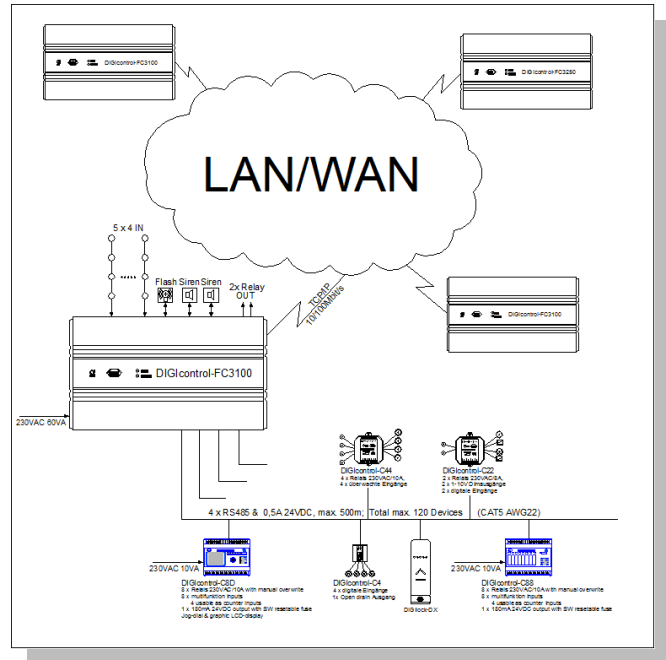 DIGIcontrol-FC3100
DIGIcontrol-FC3280
LAN/WAN
5 x 4 IN
Flash Siren Siren
2x Relay
OUT
TCP/IP
10/100Mbit/s
DIGIcontrol-FC3100
DIGIcontrol-FC3100
230VAC 60VA
DIGIcontrol-C44
4 x Relais 230VAC/10A,
4 x überwachte Eingänge
DIGIcontrol-C22
2 x Relais 230VAC/8A,
2 x 1-10V Dimausgänge
2 x digitale Eingänge
4 x RS485 & 0,5A 24VDC, max. 500m; Total max. 120 Devices (CAT5 AWG22)
230VAC 10VA
230VAC 10VA
DIGIcontrol-C8D
8 x Relais 230VAC/10A with manual overwrite
8 x multifunktion inputs
4 usable as counter inputs
1 x 180mA 24VDC output with SW resetable fuse
Jog-dial & graphic LCD-display
DIGIcontrol-C4
4 x digitale Eingänge
1x Open drain Ausgang
DIGIlock-DX
DIGIcontrol-C88
8 x Relais 230VAC/10A with manual overwrite
8 x multifunktion inputs
4 usable as counter inputs
1 x 180mA 24VDC output with SW resetable fuse